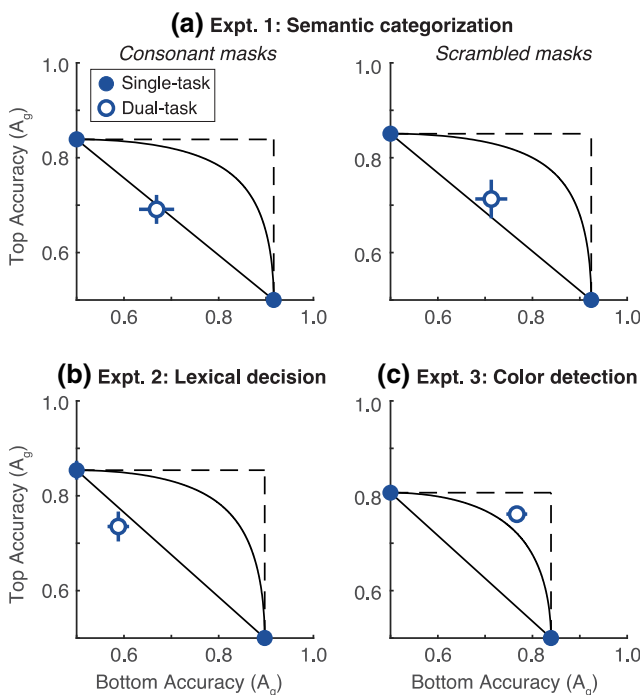 (a) Expt. 1: Semantic categorization
Consonant masks
Scrambled masks
Single-task
Dual-task
Top Accuracy (Ag)
1.0
0.8
0.6
0.6
0.8
1.0
1.0
0.8
0.6
0.6
0.8
1.0
(b) Expt. 2: Lexical decision
(c) Expt. 3: Color detection
Top Accuracy (Ag)
1.0
0.8
0.6
0.6
0.8
1.0
Bottom Accuracy (Ag)
1.0
0.8
0.6
0.6
0.8
1.0
Bottom Accuracy (Ag)